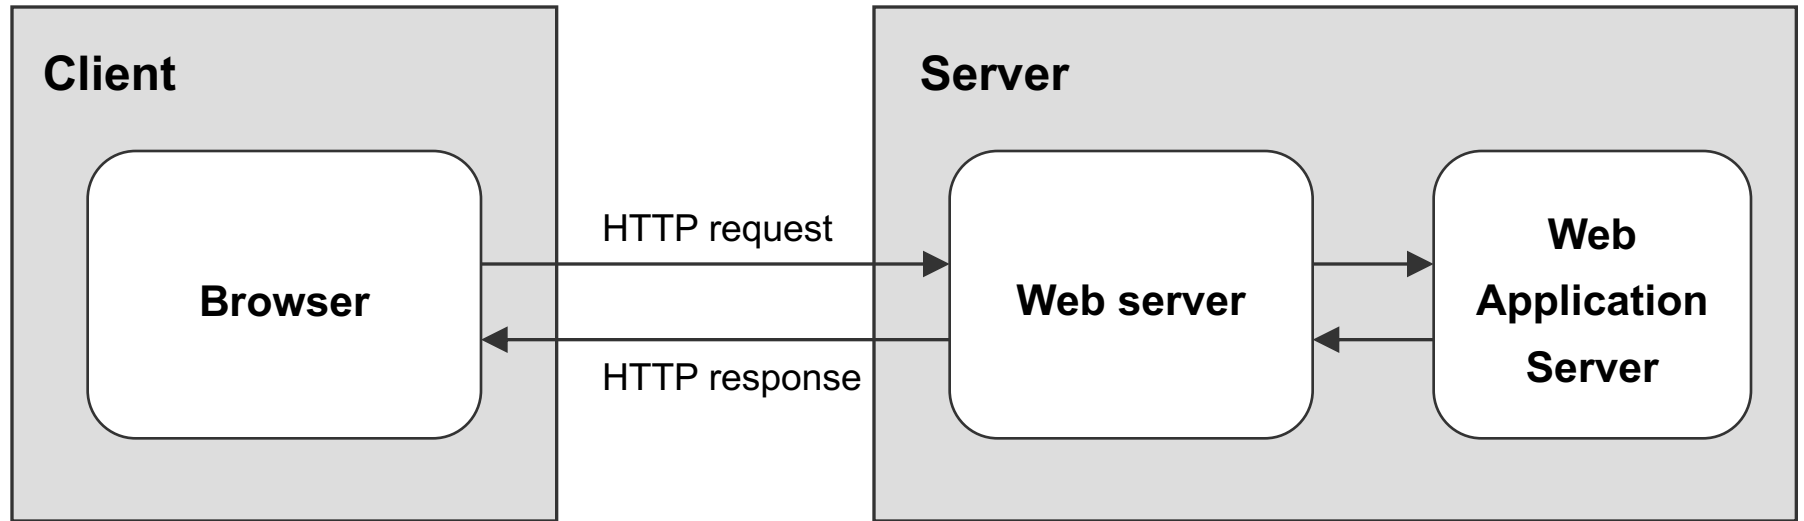 Client
Server
Browser
HTTP request
HTTP response
Web server
Web
Application
Server